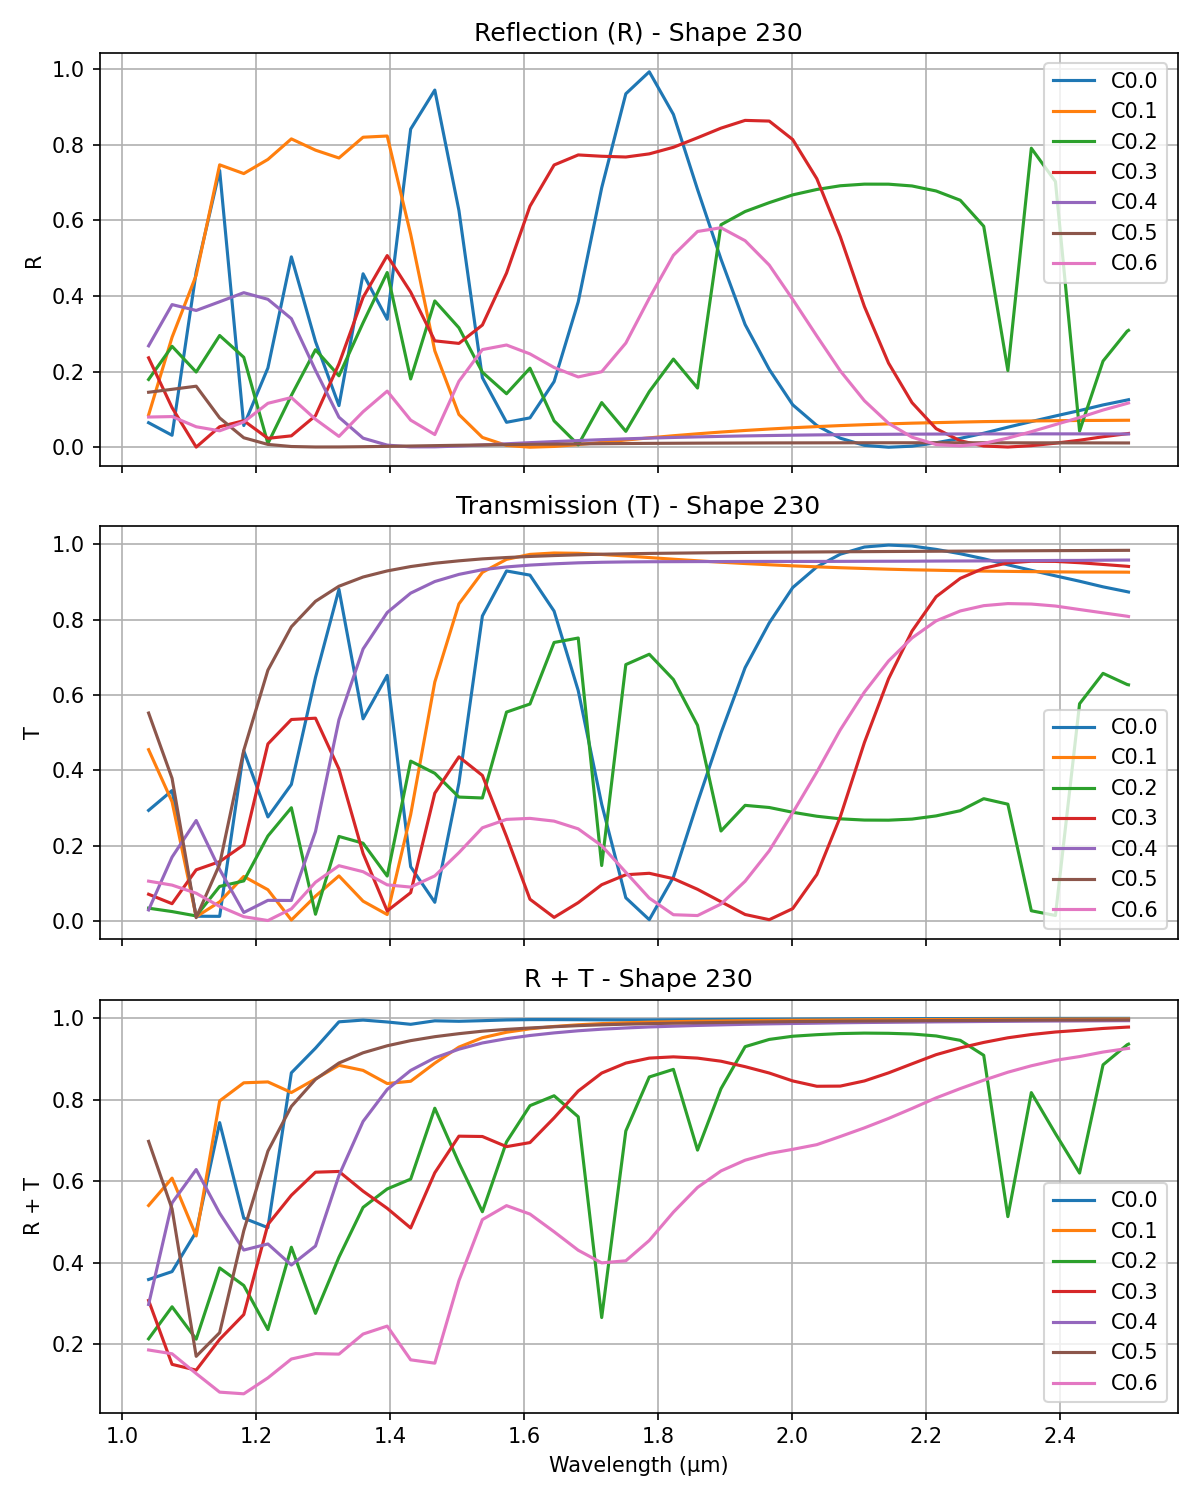 Reflection (R) - Shape 230
1.0
0.8
0.6
0.4
0.2
0.0
R
C0.0
C0.1
C0.2
C0.3
C0.4
C0.5
C0.6
Transmission (T) - Shape 230
1.0
0.8
0.6
0.4
0.2
0.0
T
C0.0
C0.1
C0.2
C0.3
C0.4
C0.5
C0.6
R + T - Shape 230
1.0
0.8
0.6
0.4
0.2
R + T
C0.0
C0.1
C0.2
C0.3
C0.4
C0.5
C0.6
1.0 1.2 1.4 1.6 1.8 2.0 2.2 2.4
Wavelength (μm)